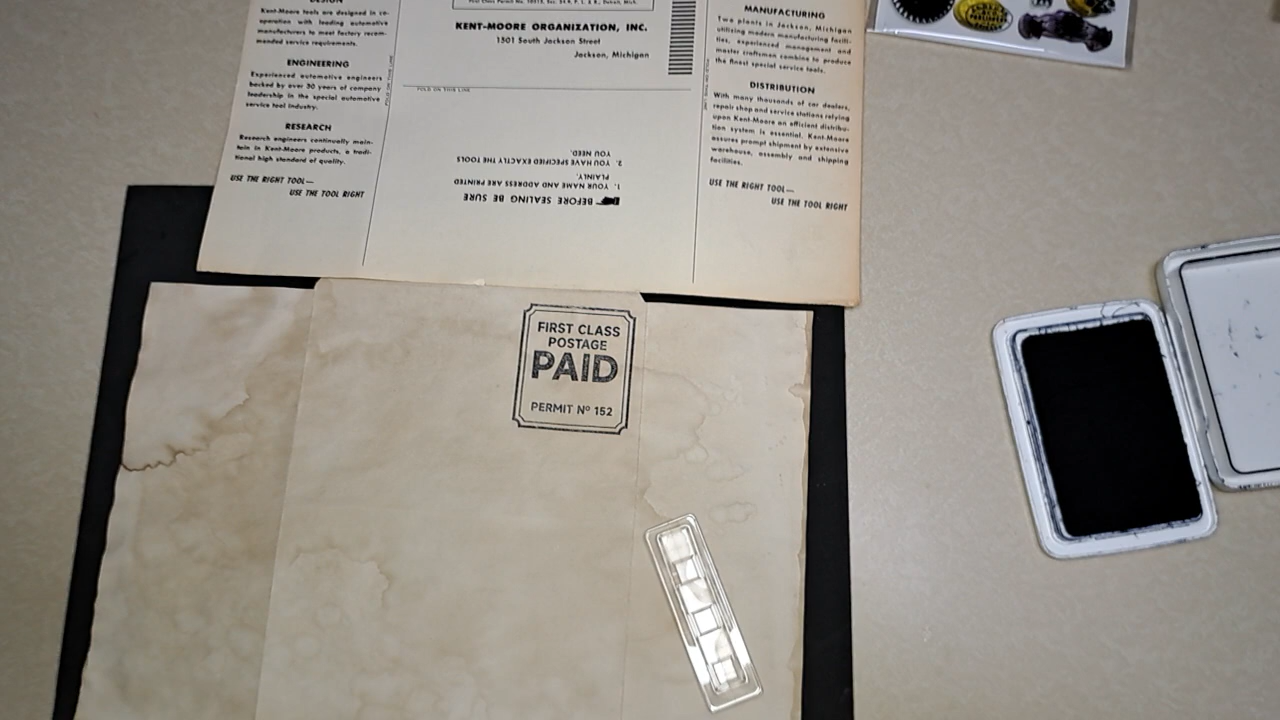 DESIGN
Kent-Moore tools are designed in co-
operation with leading automotive
manufacturers to meet factory recom-
mended service requirements.
ENGINEERING
Experienced automotive engineers
backed by over 30 years of company
leadership in the special automotive
service tool industry.
RESEARCH
Research engineers continually main-
tain in Kent-Moore products, a tradi-
tional high standard of quality.
USE THE RIGHT TOOL—
USE THE TOOL RIGHT
FOLD ON THIS LINE
KENT-MOORE ORGANIZATION, INC.
1501 South Jackson Street
Jackson, Michigan
FOLD ON THIS LINE
BEFORE SEALING BE SURE
1. YOUR NAME AND ADDRESS ARE PRINTED
PLAINLY.
2. YOU HAVE SPECIFIED EXACTLY THE TOOLS
YOU NEED.
MANUFACTURING
Two plants in Jackson, Michigan
utilizing modern manufacturing facili-
ties, experienced management and
master craftsmen combine to produce
the finest special service tools.
DISTRIBUTION
With many thousands of car dealers,
repair shop and service stations relying
upon Kent-Moore an efficient distribu-
tion system is essential. Kent-Moore
assures prompt shipment by extensive
warehouse, assembly and shipping
facilities.
USE THE RIGHT TOOL—
USE THE TOOL RIGHT
FIRST CLASS
POSTAGE
PAID
PERMIT Nº 152